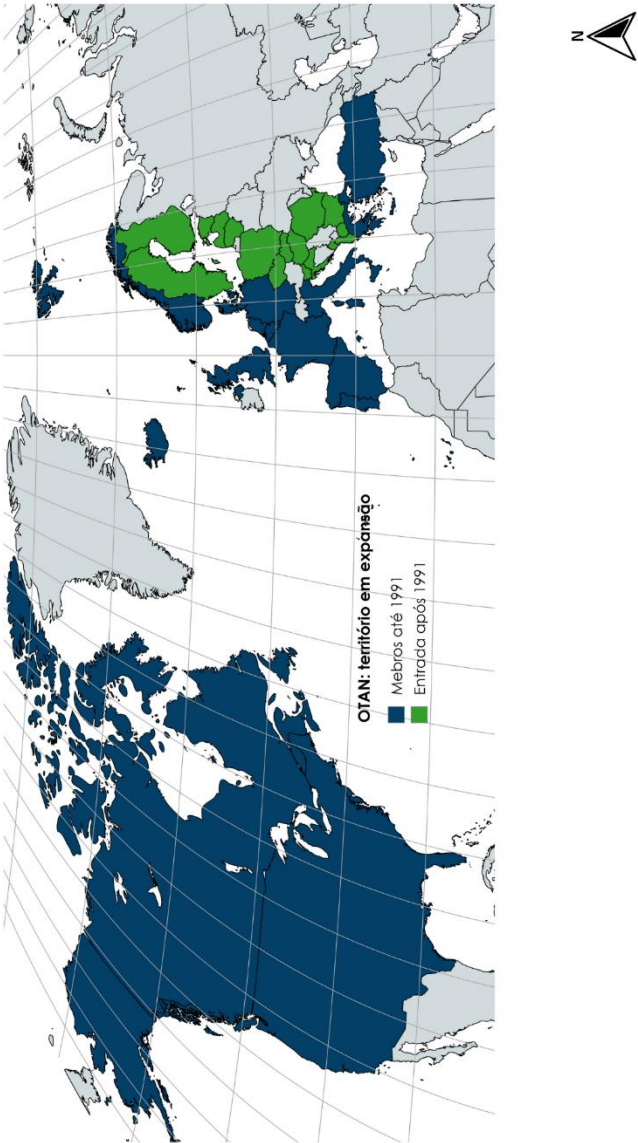 OTAN: território em expansão
Mebros até 1991
Entrada após 1991
N